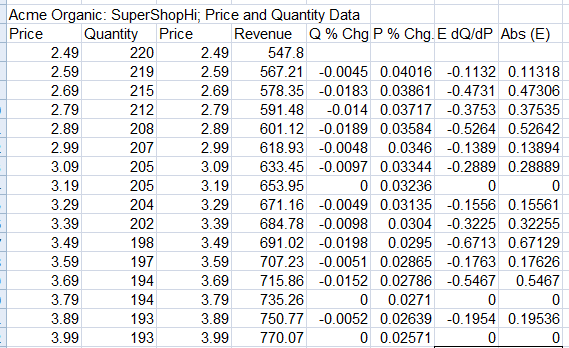 Acme Organic: SuperShopHi; Price and Quantity Data
Price Quantity Price Revenue Q % Chg P % Chg. E dQ/dP Abs (E)
2.49 220 2.49 547.8
2.59 219 2.59 567.21 -0.0045 0.04016 -0.1132 0.11318
2.69 215 2.69 578.35 -0.0183 0.03861 -0.4731 0.47306
2.79 212 2.79 591.48 -0.014 0.03717 -0.3753 0.37535
2.89 208 2.89 601.12 -0.0189 0.03584 -0.5264 0.52642
2.99 207 2.99 618.93 -0.0048 0.0346 -0.1389 0.13894
3.09 205 3.09 633.45 -0.0097 0.03344 -0.2889 0.28889
3.19 205 3.19 653.95 0 0.03236 0 0
3.29 204 3.29 671.16 -0.0049 0.03135 -0.1556 0.15561
3.39 202 3.39 684.78 -0.0098 0.0304 -0.3225 0.32255
3.49 198 3.49 691.02 -0.0198 0.0295 -0.6713 0.67129
3.59 197 3.59 707.23 -0.0051 0.02865 -0.1763 0.17626
3.69 194 3.69 715.86 -0.0152 0.02786 -0.5467 0.5467
3.79 194 3.79 735.26 0 0.0271 0 0
3.89 193 3.89 750.77 -0.0052 0.02639 -0.1954 0.19536
3.99 193 3.99 770.07 0 0.02571 0 0